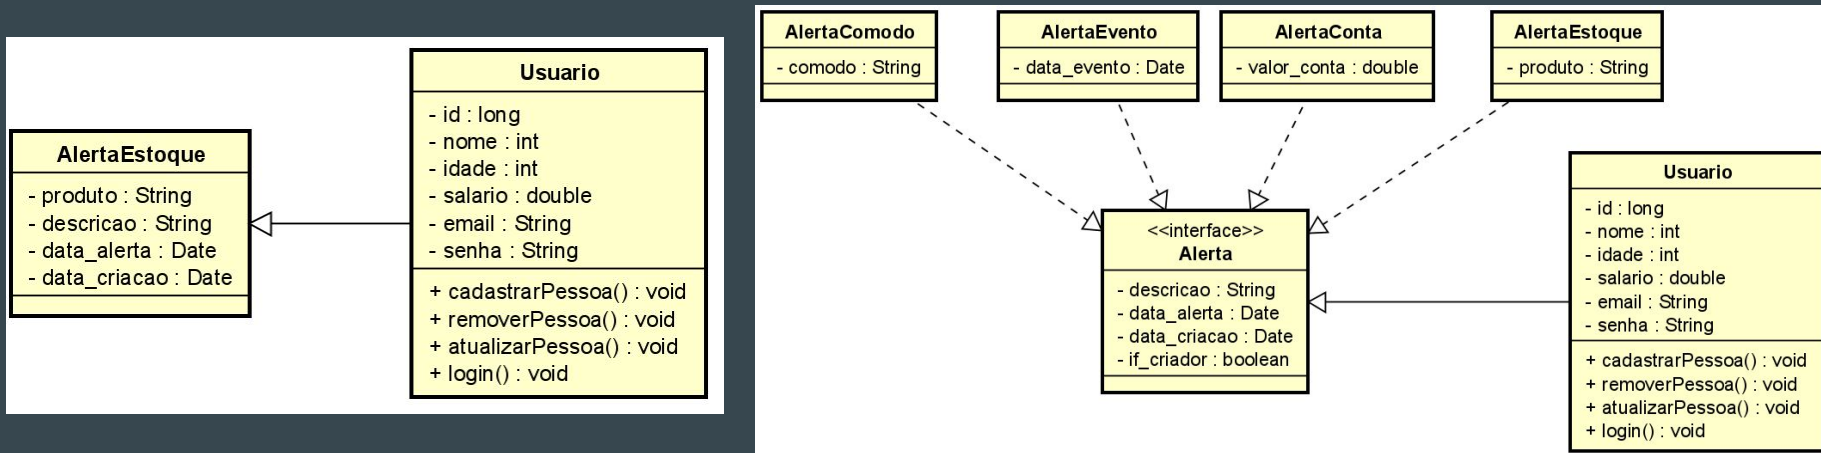 AlertaEstoque
- produto : String
- descricao : String
- data_alerta : Date
- data_criacao : Date
Usuario
- id : long
- nome : int
- idade : int
- salario : double
- email : String
- senha : String
+ cadastrarPessoa() : void
+ removerPessoa() : void
+ atualizarPessoa() : void
+ login() : void
AlertaComodo
- comodo : String
AlertaEvento
- data_evento : Date
AlertaConta
- valor_conta : double
AlertaEstoque
- produto : String
<<interface>>
Alerta
- descricao : String
- data_alerta : Date
- data_criacao : Date
- if_criador : boolean
Usuario
- id : long
- nome : int
- idade : int
- salario : double
- email : String
- senha : String
+ cadastrarPessoa() : void
+ removerPessoa() : void
+ atualizarPessoa() : void
+ login() : void